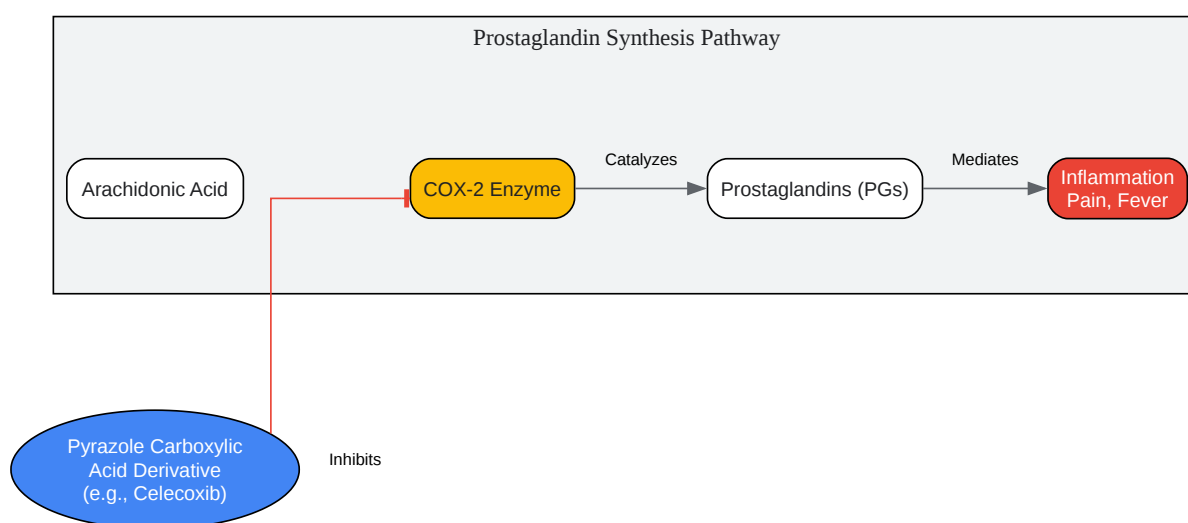 Prostaglandin Synthesis Pathway
Arachidonic Acid
COX-2 Enzyme
Catalyzes
Prostaglandins (PGs)
Mediates
Inflammation
Pain, Fever
Pyrazole Carboxylic
Acid Derivative
(e.g., Celecoxib)
Inhibits